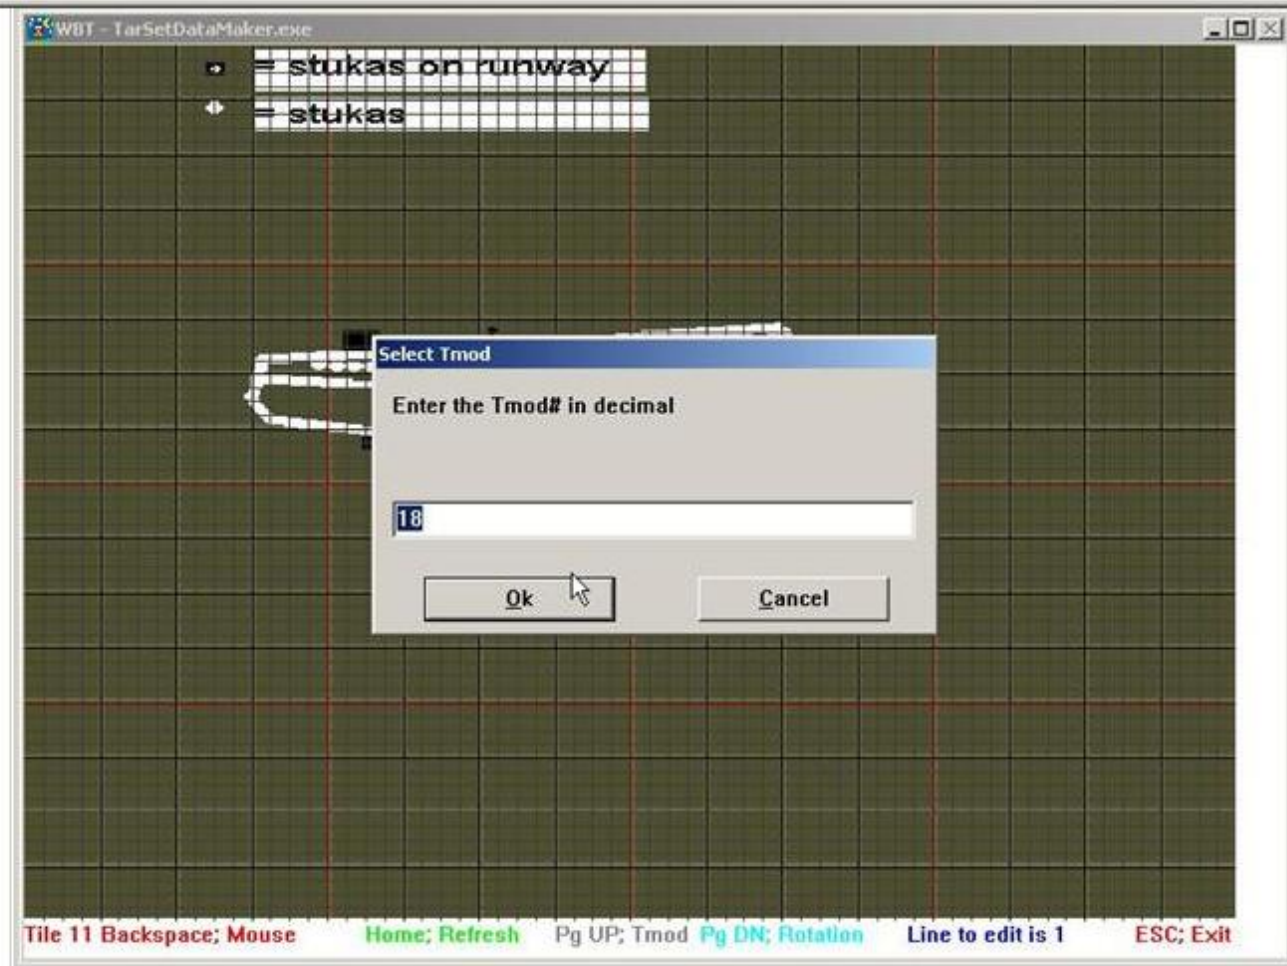 WBT - TarSetDataMaker.exe
= stukas on runway
= stukas
Select Tmod
Enter the Tmod# in decimal
18
Ok
Cancel
Tile 11 Backspace; Mouse Home; Refresh Pg UP; Tmod Pg DN; Rotation Line to edit is 1 ESC; Exit